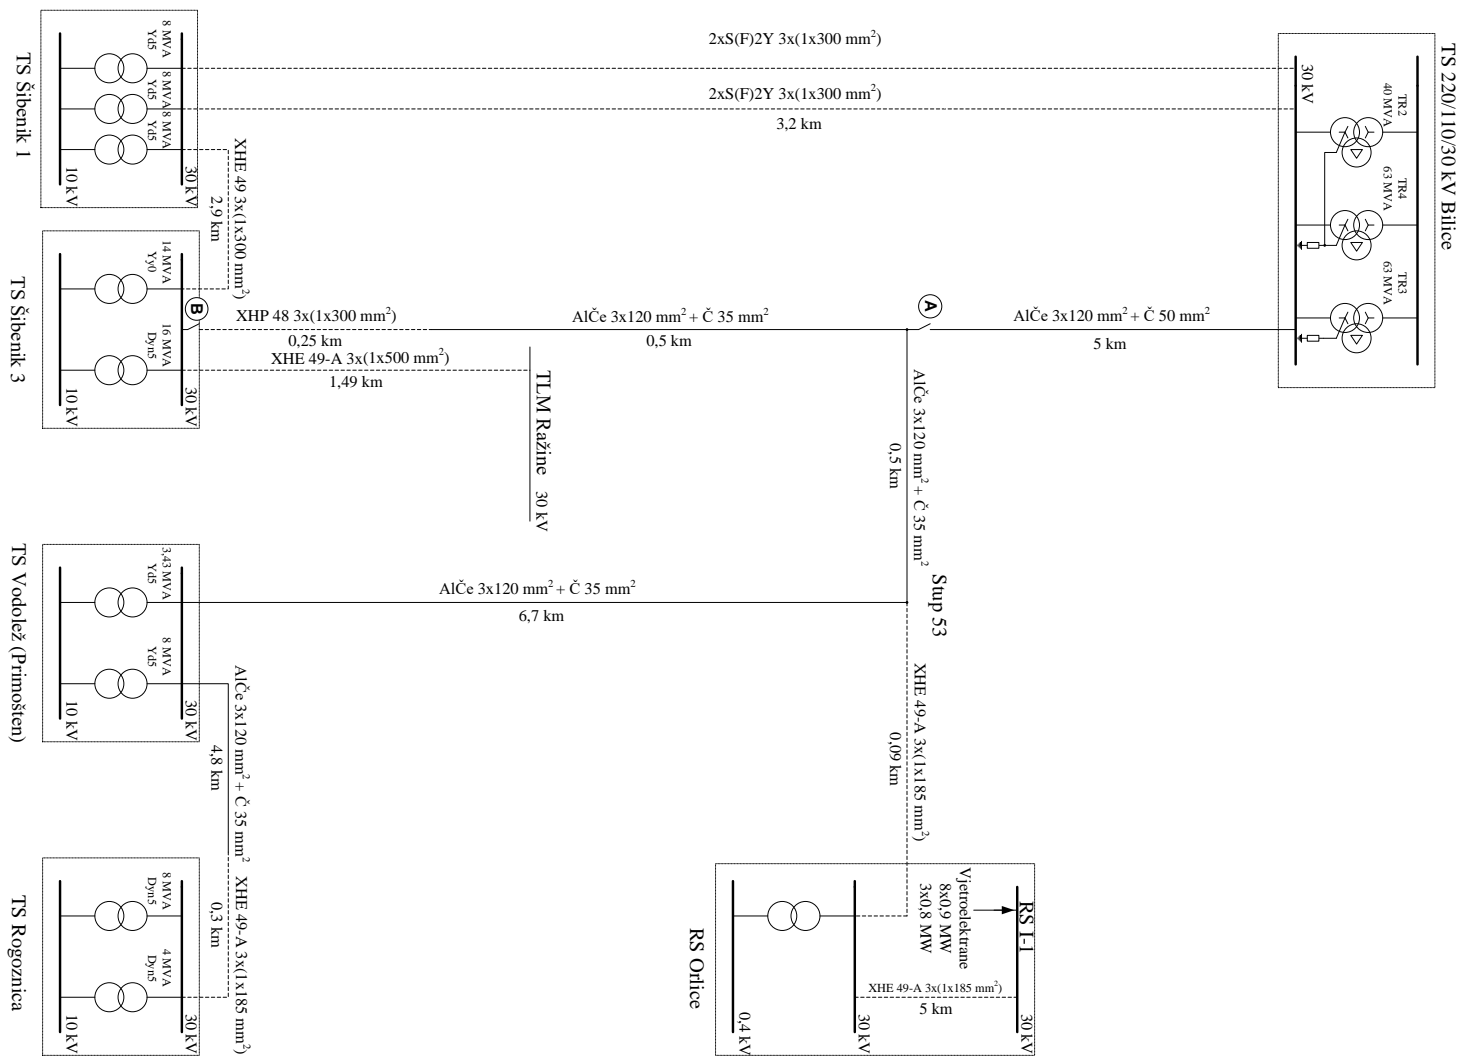 TS Šibenik 1
8 MVA
Yd5
8 MVA
Yd5
8 MVA
Yd5
10 kV
30 kV
2xS(F)2Y 3x(1x300 mm²)
2xS(F)2Y 3x(1x300 mm²)
3,2 km
TS 220/110/30 kV Bilice
30 kV
TR2
40 MVA
TR4
63 MVA
TR3
63 MVA
XHE 49 3x(1x300 mm²)
2,9 km
TS Šibenik 3
14 MVA
Yy0
16 MVA
Dyn5
10 kV
30 kV
B
XHP 48 3x(1x300 mm²)
0,25 km
AlČe 3x120 mm² + Č 35 mm²
0,5 km
A
AlČe 3x120 mm² + Č 50 mm²
5 km
XHE 49-A 3x(1x500 mm²)
1,49 km
TLM Ražine 30 kV
AlČe 3x120 mm² + Č 35 mm²
0,5 km
Stup 53
TS Vodolež (Primošten)
3,43 MVA
Yd5
8 MVA
Yd5
10 kV
30 kV
AlČe 3x120 mm² + Č 35 mm²
6,7 km
XHE 49-A 3x(1x185 mm²)
0,09 km
AlČe 3x120 mm² + Č 35 mm²
4,8 km
XHE 49-A 3x(1x185 mm²)
0,3 km
TS Rogoznica
8 MVA
Dyn5
4 MVA
Dyn5
10 kV
30 kV
RS Orlice
RS I-1
Vjetroelektrane
8x0,9 MW
3x0,8 MW
XHE 49-A 3x(1x185 mm²)
5 km
0,4 kV
30 kV
30 kV